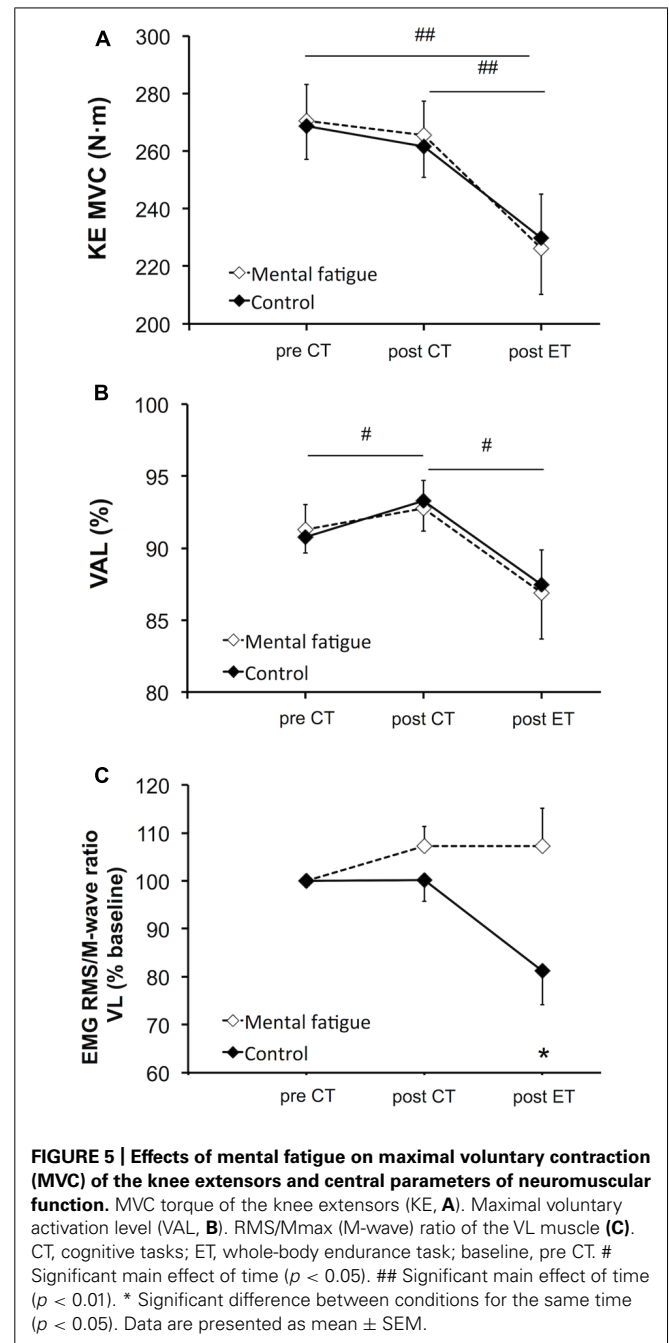 A
300
##
280
##
260
240
220
200
KE MVC (N·m)
Mental fatigue
Control
pre CT post CT post ET
B
100
95
#
#
90
85
80
VAL (%)
Mental fatigue
Control
pre CT post CT post ET
C
120
110
100
90
80
70
60
EMG RMS/M-wave ratio
VL (% baseline)
Mental fatigue
Control
*
pre CT post CT post ET
FIGURE 5 | Effects of mental fatigue on maximal voluntary contraction
(MVC) of the knee extensors and central parameters of neuromuscular
function. MVC torque of the knee extensors (KE, A). Maximal voluntary
activation level (VAL, B). RMS/Mmax (M-wave) ratio of the VL muscle (C).
CT, cognitive tasks; ET, whole-body endurance task; baseline, pre CT. #
Significant main effect of time (p < 0.05). ## Significant main effect of time
(p < 0.01). * Significant difference between conditions for the same time
(p < 0.05). Data are presented as mean ± SEM.